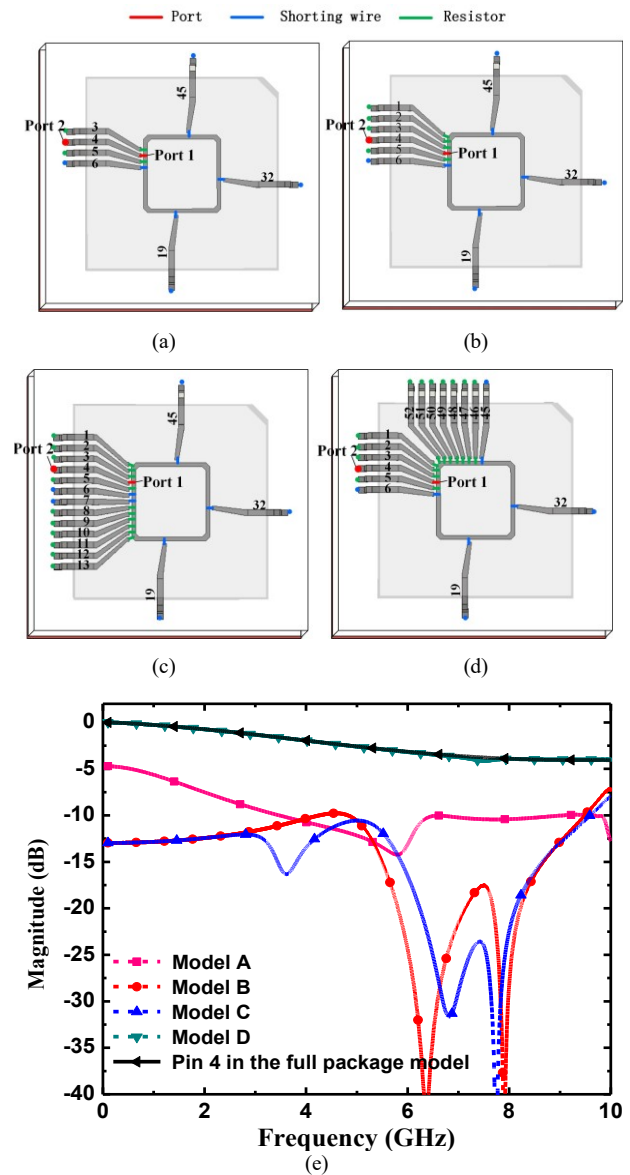 Port Shorting wire Resistor
45
Port 2
3
4
5
6
Port 1
32
19
(a)
45
Port 2
1
2
3
4
5
6
Port 1
32
19
(b)
45
Port 2
1
2
3
4
5
6
7
8
9
10
11
12
13
Port 1
32
19
(c)
52 51 50 49 48 47 46 45
Port 2
1
2
3
4
5
6
Port 1
32
19
(d)
0
-5
-10
-15
-20
-25
-30
-35
-40
Magnitude (dB)
Model A
Model B
Model C
Model D
Pin 4 in the full package model
0 2 4 6 8 10
Frequency (GHz)
(e)